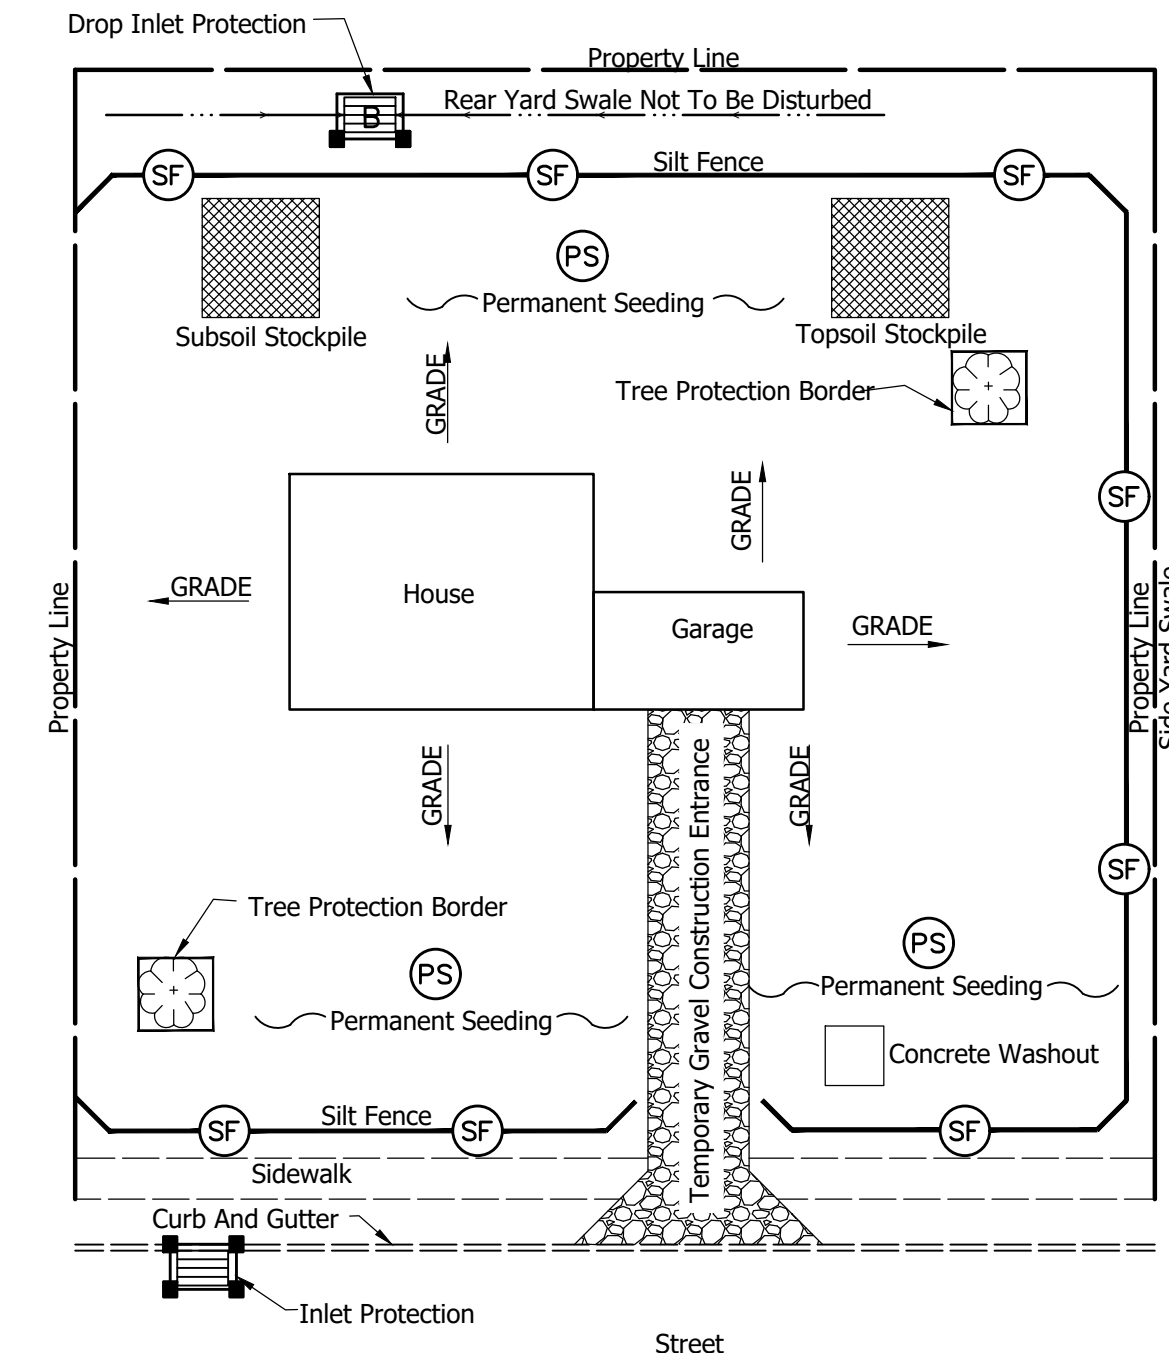 Drop Inlet Protection
Property Line
Rear Yard Swale Not To Be Disturbed
B
Silt Fence
SF
SF
SF
PS
Permanent Seeding
Subsoil Stockpile
Topsoil Stockpile
GRADE
Tree Protection Border
GRADE
SF
GRADE
House
Garage
GRADE
Property Line
Property Line
Side Yard Swale
GRADE
GRADE
Temporary Gravel Construction Entrance
SF
Tree Protection Border
PS
PS
Permanent Seeding
Permanent Seeding
Concrete Washout
SF
Silt Fence
SF
SF
Sidewalk
Curb And Gutter
Inlet Protection
Street